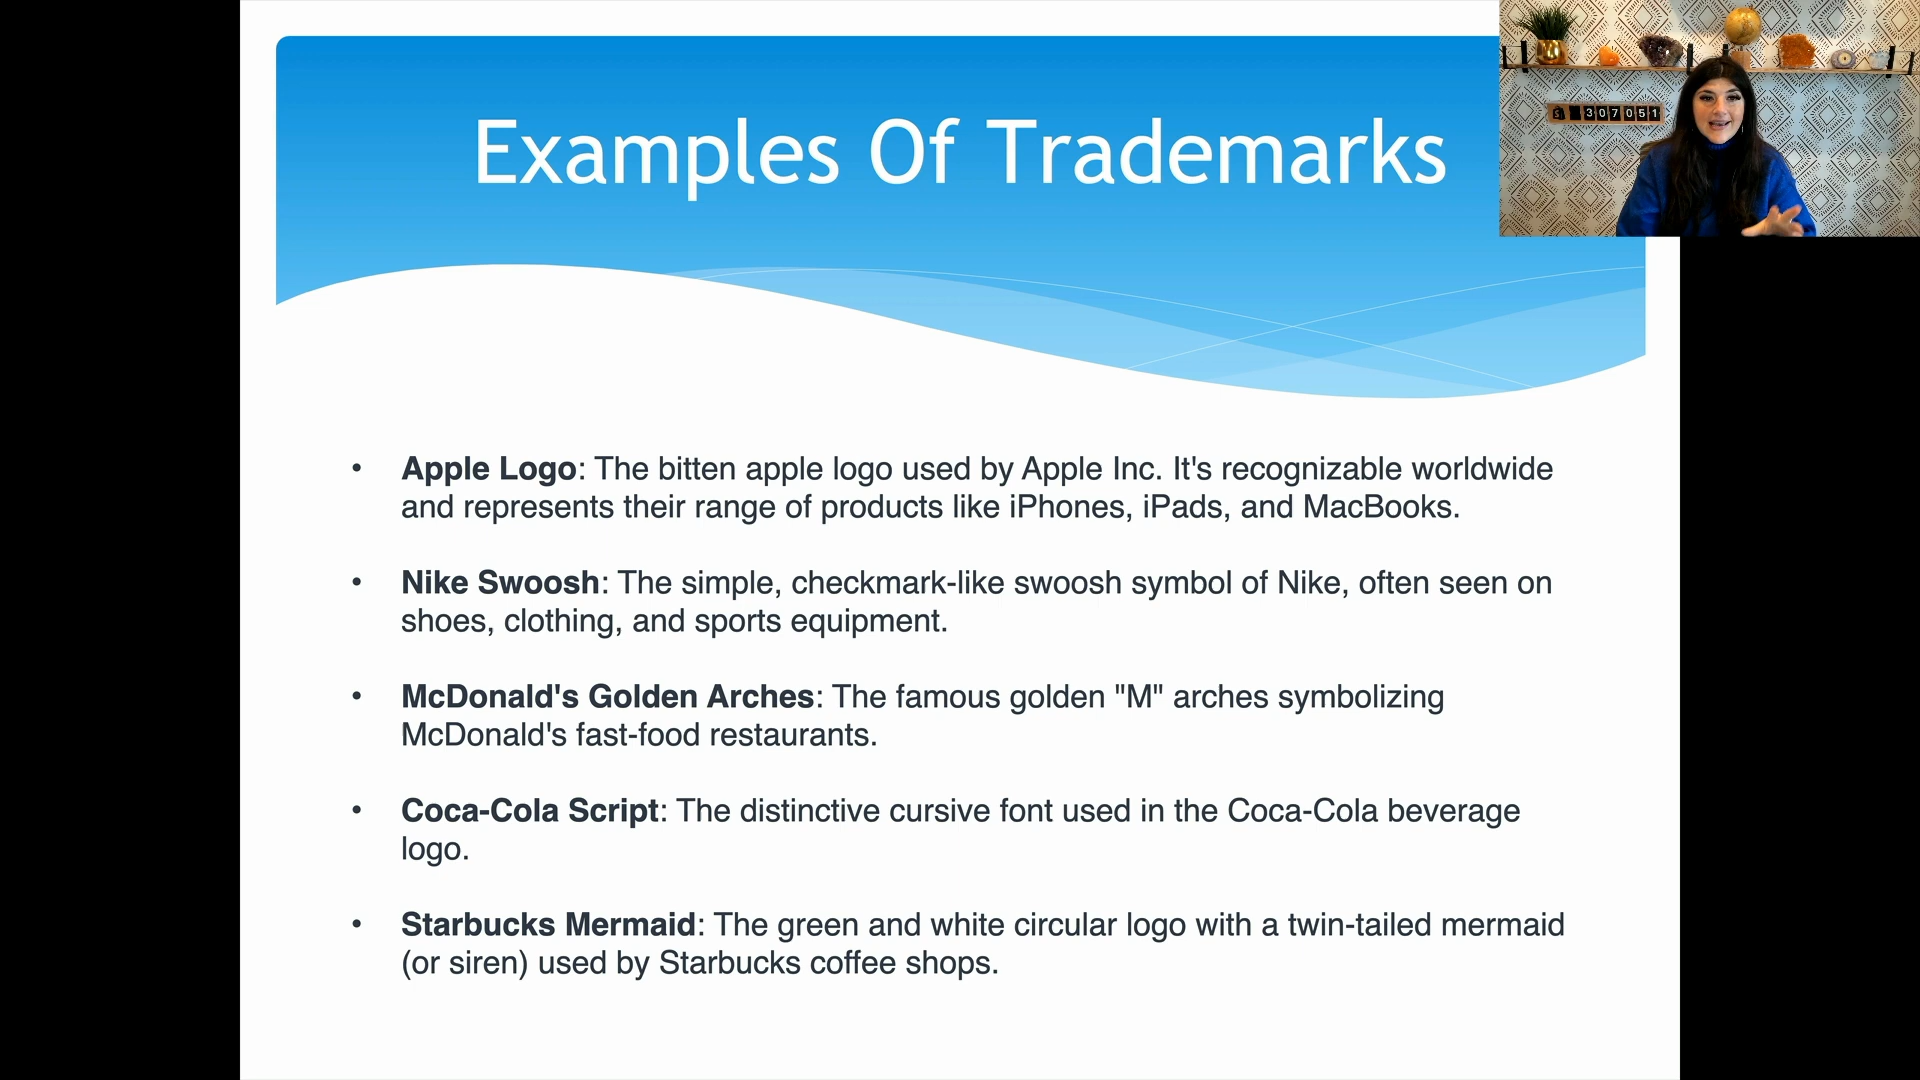 Examples Of Trademarks
307051
• Apple Logo: The bitten apple logo used by Apple Inc. It's recognizable worldwide
and represents their range of products like iPhones, iPads, and MacBooks.
• Nike Swoosh: The simple, checkmark-like swoosh symbol of Nike, often seen on
shoes, clothing, and sports equipment.
• McDonald's Golden Arches: The famous golden "M" arches symbolizing
McDonald's fast-food restaurants.
• Coca-Cola Script: The distinctive cursive font used in the Coca-Cola beverage
logo.
• Starbucks Mermaid: The green and white circular logo with a twin-tailed mermaid
(or siren) used by Starbucks coffee shops.